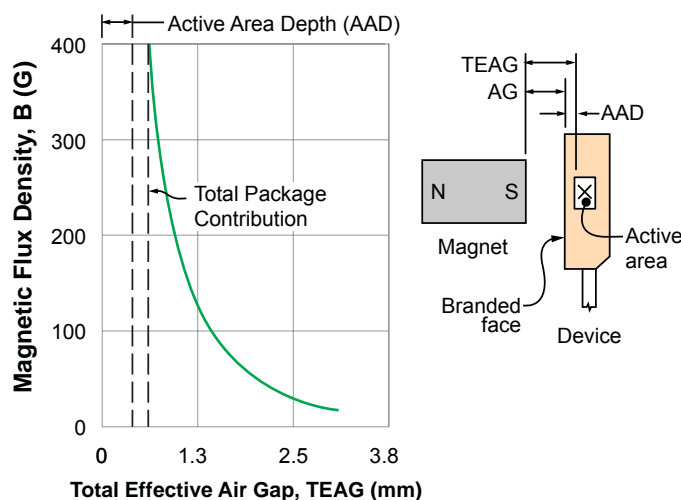 Active Area Depth (AAD)
Magnetic Flux Density, B (G)
400
300
200
100
0
Total Package
Contribution
0
1.3
2.5
3.8
Total Effective Air Gap, TEAG (mm)
TEAG
AG
AAD
N
S
Magnet
Active
area
Branded
face
Device